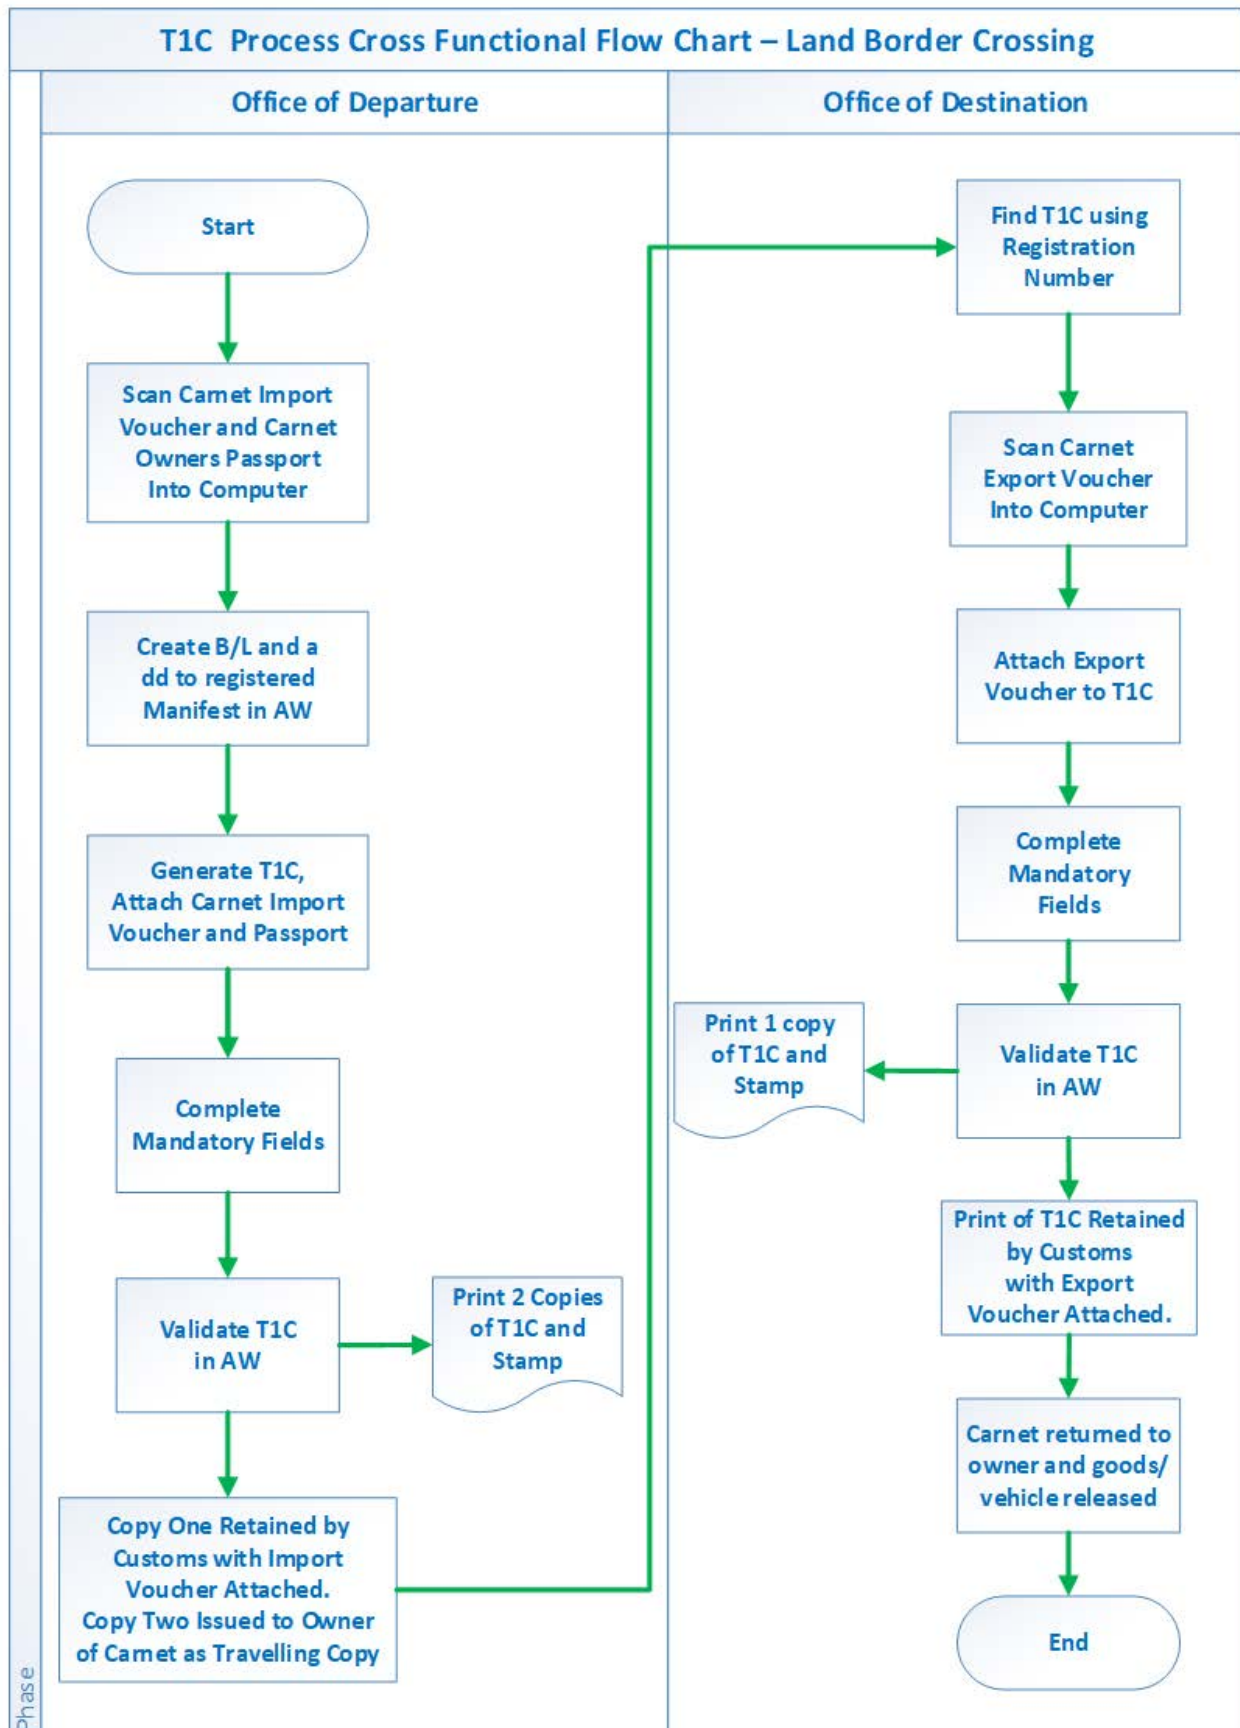 T1C Process Cross Functional Flow Chart – Land Border Crossing
Office of Departure
Office of Destination
Start
Scan Carnet Import
Voucher and Carnet
Owners Passport
Into Computer
Create B/L and a
dd to registered
Manifest in AW
Generate T1C,
Attach Carnet Import
Voucher and Passport
Complete
Mandatory Fields
Validate T1C
in AW
Print 2 Copies
of T1C and
Stamp
Copy One Retained by
Customs with Import
Voucher Attached.
Copy Two Issued to Owner
of Carnet as Travelling Copy
Find T1C using
Registration
Number
Scan Carnet
Export Voucher
Into Computer
Attach Export
Voucher to T1C
Complete
Mandatory
Fields
Validate T1C
in AW
Print 1 copy
of T1C and
Stamp
Print of T1C Retained
by Customs
with Export
Voucher Attached.
Carnet returned to
owner and goods/
vehicle released
End
Phase